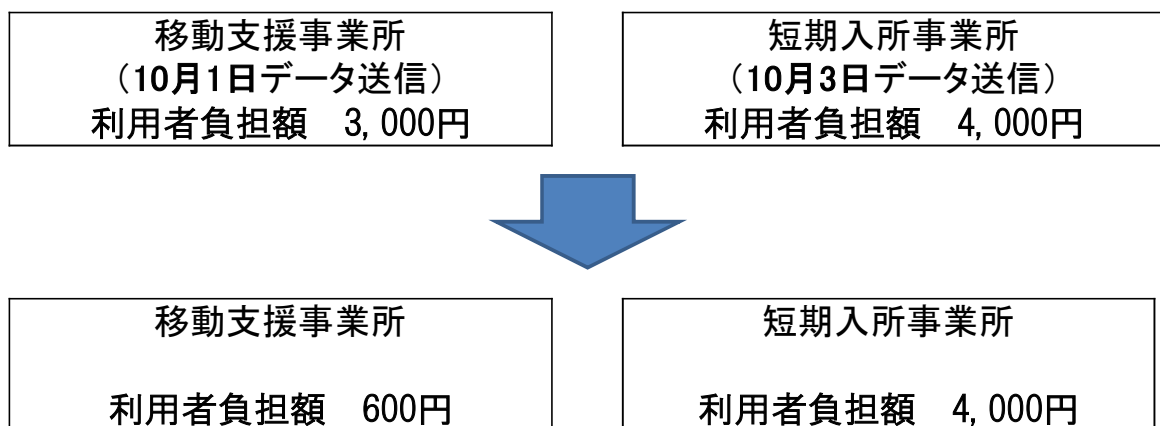 移動支援事業所
（10月1日データ送信）
利用者負担額　3,000円
短期入所事業所
（10月3日データ送信）
利用者負担額　4,000円
移動支援事業所
利用者負担額　600円
短期入所事業所
利用者負担額　4,000円